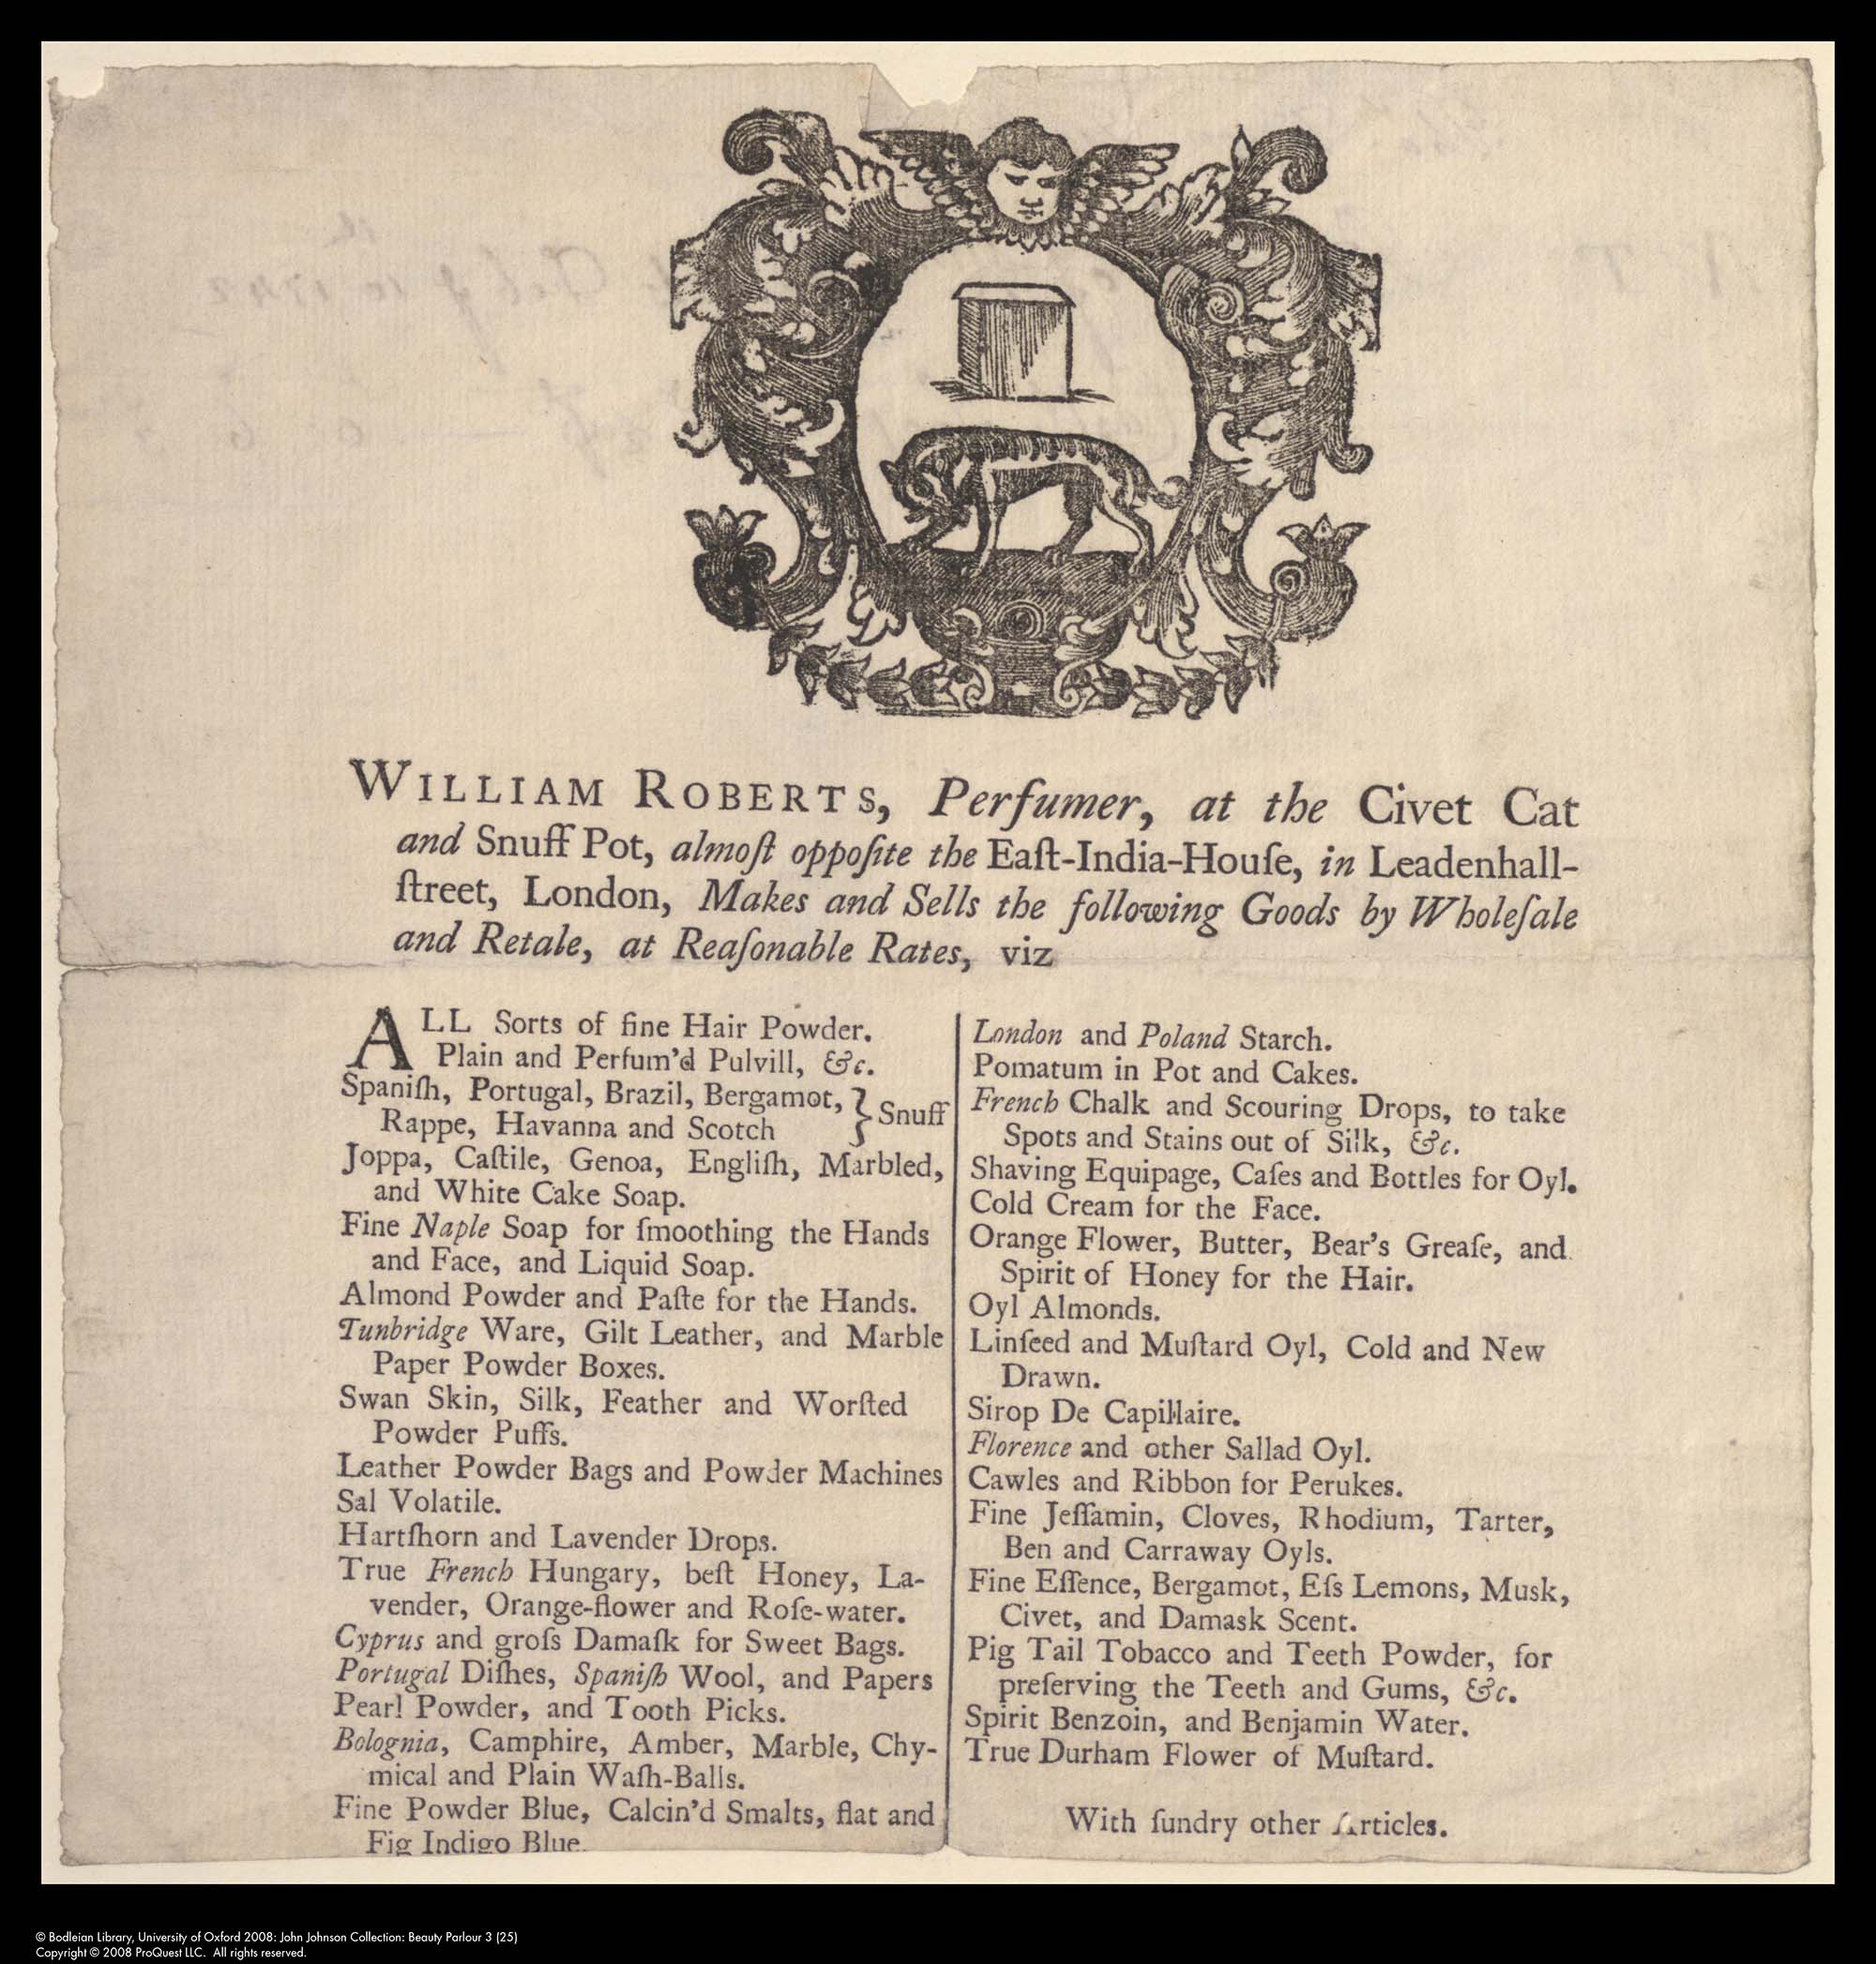 WILLIAM ROBERTS, Perfumer, at the Civet Cat
and Snuff Pot, almoſt oppoſite the Eaſt-India-Houſe, in Leadenhall-
ſtreet, London, Makes and Sells the following Goods by Wholeſale
and Retale, at Reaſonable Rates, viz
ALL Sorts of fine Hair Powder.
Plain and Perfum'd Pulvill, &c.
Spaniſh, Portugal, Brazil, Bergamot,
Rappe, Havanna and Scotch } Snuff
Joppa, Caſtile, Genoa, Engliſh, Marbled,
and White Cake Soap.
Fine Naple Soap for ſmoothing the Hands
and Face, and Liquid Soap.
Almond Powder and Paſte for the Hands.
Tunbridge Ware, Gilt Leather, and Marble
Paper Powder Boxes.
Swan Skin, Silk, Feather and Worſted
Powder Puffs.
Leather Powder Bags and Powder Machines
Sal Volatile.
Hartſhorn and Lavender Drops.
True French Hungary, beſt Honey, La-
vender, Orange-flower and Roſe-water.
Cyprus and groſs Damaſk for Sweet Bags.
Portugal Diſhes, Spaniſh Wool, and Papers
Pearl Powder, and Tooth Picks.
Bolognia, Camphire, Amber, Marble, Chy-
mical and Plain Waſh-Balls.
Fine Powder Blue, Calcin'd Smalts, flat and
Fig Indigo Blue.
London and Poland Starch.
Pomatum in Pot and Cakes.
French Chalk and Scouring Drops, to take
Spots and Stains out of Silk, &c.
Shaving Equipage, Caſes and Bottles for Oyl.
Cold Cream for the Face.
Orange Flower, Butter, Bear's Greaſe, and
Spirit of Honey for the Hair.
Oyl Almonds.
Linſeed and Muſtard Oyl, Cold and New
Drawn.
Sirop De Capillaire.
Florence and other Sallad Oyl.
Cawles and Ribbon for Perukes.
Fine Jeſſamin, Cloves, Rhodium, Tarter,
Ben and Carraway Oyls.
Fine Eſſence, Bergamot, Eſs Lemons, Musk,
Civet, and Damask Scent.
Pig Tail Tobacco and Teeth Powder, for
preſerving the Teeth and Gums, &c.
Spirit Benzoin, and Benjamin Water.
True Durham Flower of Muſtard.
With ſundry other Articles.
© Bodleian Library, University of Oxford 2008: John Johnson Collection: Beauty Parlour 3 (25)
Copyright © 2008 ProQuest LLC. All rights reserved.